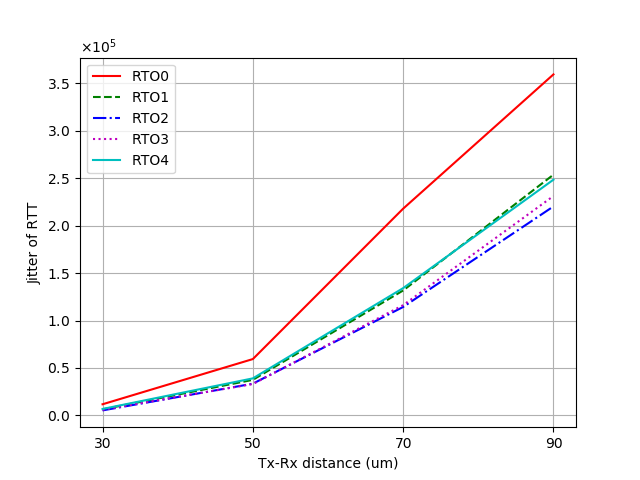 ×10⁵
3.5
3.0
2.5
2.0
1.5
1.0
0.5
0.0
Jitter of RTT
RTO0
RTO1
RTO2
RTO3
RTO4
30 50 70 90
Tx-Rx distance (um)